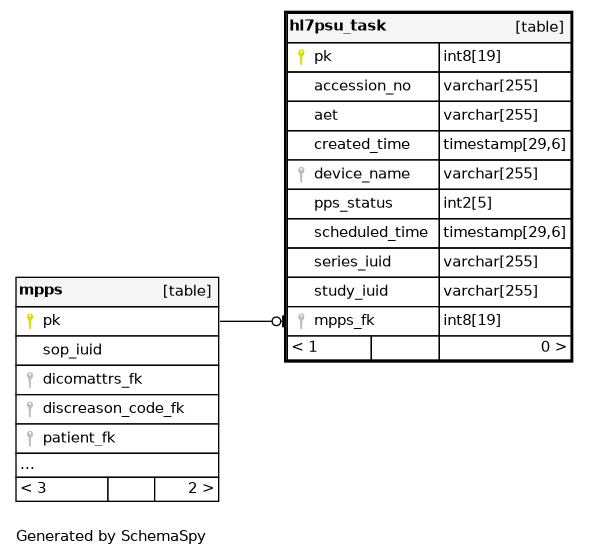 hl7psu_task [table]
pk int8[19]
accession_no varchar[255]
aet varchar[255]
created_time timestamp[29,6]
device_name varchar[255]
pps_status int2[5]
scheduled_time timestamp[29,6]
series_iuid varchar[255]
study_iuid varchar[255]
mpps_fk int8[19]
< 1 0 >
mpps [table]
pk
sop_iuid
dicomattrs_fk
discreason_code_fk
patient_fk
...
< 3 2 >
Generated by SchemaSpy